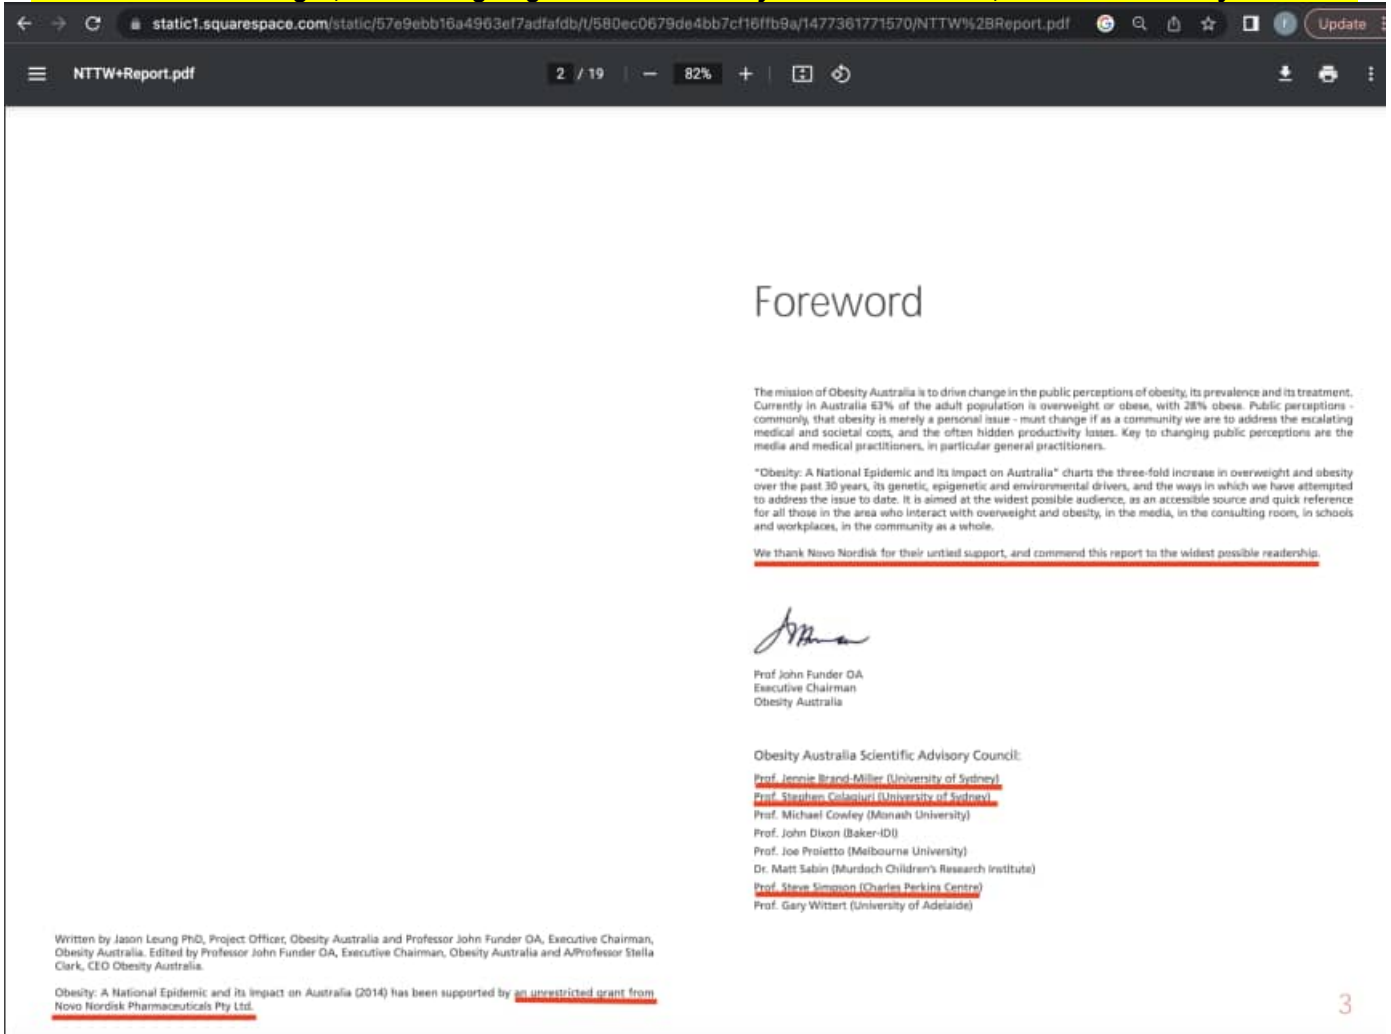 static1.squarespace.com/static/57e9ebb16a4963ef7adfafdb/t/580ec0679de4bb7cf16ffb9a/1477361771570/NTTW%2BReport.pdf
Update
NTTW+Report.pdf
2 / 19
82%
Foreword
The mission of Obesity Australia is to drive change in the public perceptions of obesity, its prevalence and its treatment.
Currently in Australia 63% of the adult population is overweight or obese, with 28% obese. Public perceptions -
commonly, that obesity is merely a personal issue - must change if as a community we are to address the escalating
medical and societal costs, and the often hidden productivity losses. Key to changing public perceptions are the
media and medical practitioners, in particular general practitioners.
"Obesity: A National Epidemic and its Impact on Australia" charts the three-fold increase in overweight and obesity
over the past 30 years, its genetic, epigenetic and environmental drivers, and the ways in which we have attempted
to address the issue to date. It is aimed at the widest possible audience, as an accessible source and quick reference
for all those in the area who interact with overweight and obesity, in the media, in the consulting room, in schools
and workplaces, in the community as a whole.
We thank Novo Nordisk for their untied support, and commend this report to the widest possible readership.
Prof John Funder OA
Executive Chairman
Obesity Australia
Obesity Australia Scientific Advisory Council:
Prof. Jennie Brand-Miller (University of Sydney)
Prof. Stephen Colagiuri (University of Sydney)
Prof. Michael Cowley (Monash University)
Prof. John Dixon (Baker-IDI)
Prof. Joe Proietto (Melbourne University)
Dr. Matt Sabin (Murdoch Children's Research Institute)
Prof. Steve Simpson (Charles Perkins Centre)
Prof. Gary Wittert (University of Adelaide)
Written by Jason Leung PhD, Project Officer, Obesity Australia and Professor John Funder OA, Executive Chairman,
Obesity Australia. Edited by Professor John Funder OA, Executive Chairman, Obesity Australia and A/Professor Stella
Clark, CEO Obesity Australia.
Obesity: A National Epidemic and its Impact on Australia (2014) has been supported by an unrestricted grant from
Novo Nordisk Pharmaceuticals Pty Ltd.
3